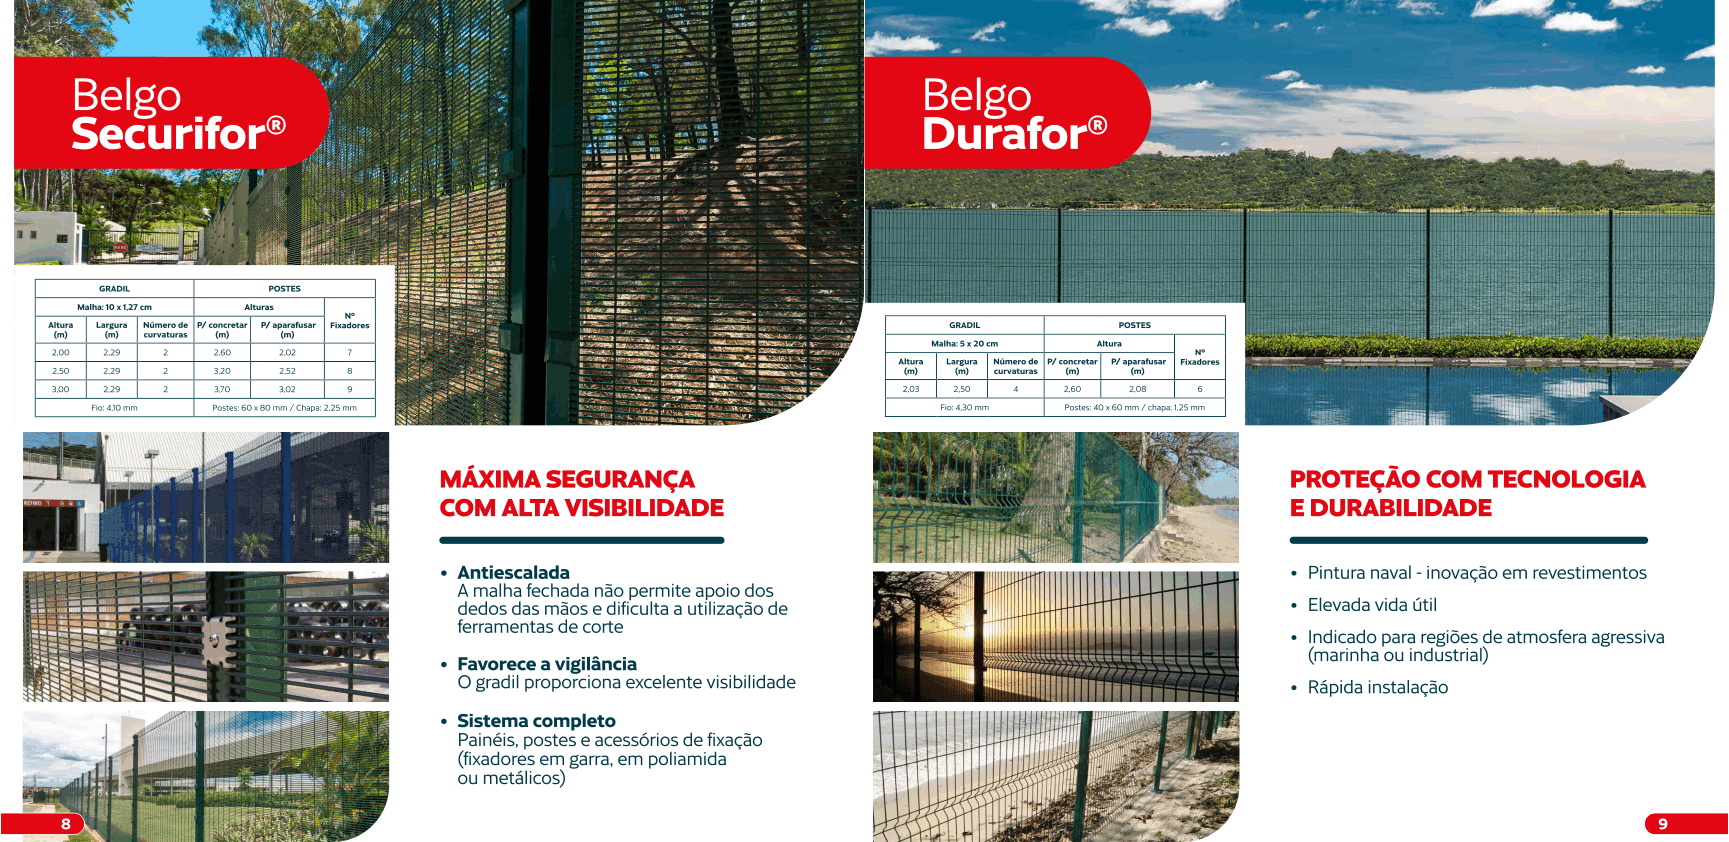 Belgo
Securifor®
GRADIL POSTES
Malha: 10 x 1,27 cm Alturas Nº Fixadores
Altura (m) Largura (m) Número de curvaturas P/ concretar (m) P/ aparafusar (m)
2,00 2,29 2 2,60 2,02 7
2,50 2,29 2 3,20 2,52 8
3,00 2,29 2 3,70 3,02 9
Fio: 4,10 mm Postes: 60 x 80 mm / Chapa: 2,25 mm
MÁXIMA SEGURANÇA
COM ALTA VISIBILIDADE
• Antiescalada
A malha fechada não permite apoio dos
dedos das mãos e dificulta a utilização de
ferramentas de corte
• Favorece a vigilância
O gradil proporciona excelente visibilidade
• Sistema completo
Painéis, postes e acessórios de fixação
(fixadores em garra, em poliamida
ou metálicos)
8
Belgo
Durafor®
GRADIL POSTES
Malha: 5 x 20 cm Altura Nº Fixadores
Altura (m) Largura (m) Número de curvaturas P/ concretar (m) P/ aparafusar (m)
2,03 2,50 4 2,60 2,08 6
Fio: 4,30 mm Postes: 40 x 60 mm / chapa: 1,25 mm
PROTEÇÃO COM TECNOLOGIA
E DURABILIDADE
• Pintura naval - inovação em revestimentos
• Elevada vida útil
• Indicado para regiões de atmosfera agressiva
(marinha ou industrial)
• Rápida instalação
9